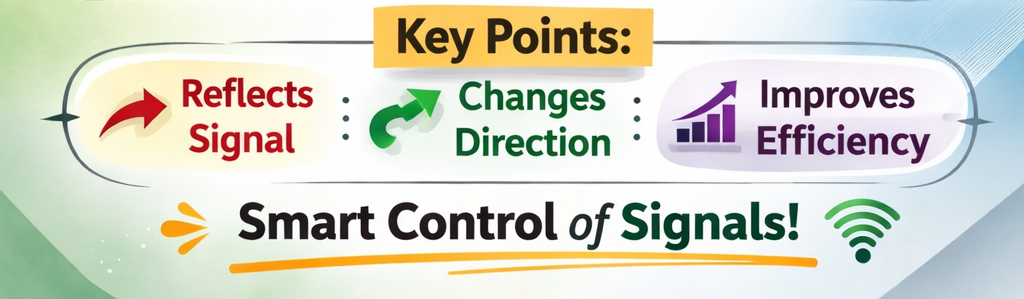 Key Points:
Reflects
Signal
Changes
Direction
Improves
Efficiency
Smart Control of Signals!